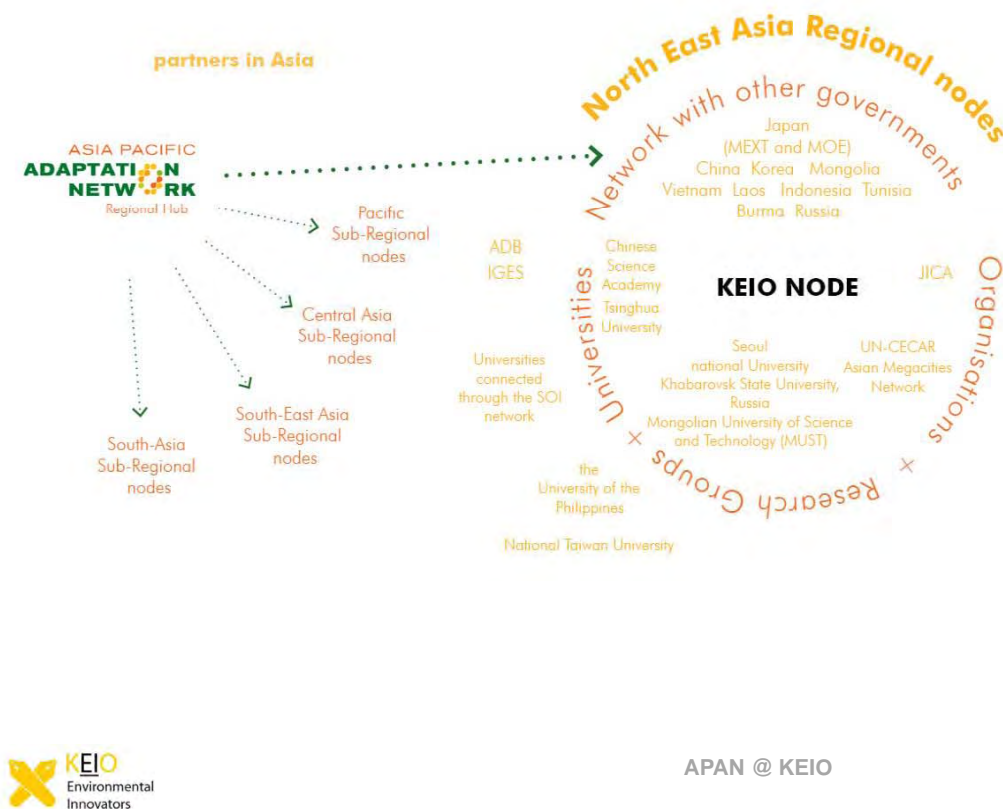 partners in Asia
North East Asia Regional nodes
Network with other governments
Japan
(MEXT and MOE)
China Korea Mongolia
Vietnam Laos Indonesia Tunisia
Burma Russia
ASIA PACIFIC
ADAPTATION
NETWORK
Regional Hub
Pacific
Sub-Regional
nodes
Central Asia
Sub-Regional
nodes
South-East Asia
Sub-Regional
nodes
South-Asia
Sub-Regional
nodes
ADB
IGES
Universities
connected
through the SOI
network
Chinese
Science
Academy
Tsinghua
University
KEIO NODE
JICA
Seoul
national University
Khabarovsk State University,
Russia
Mongolian University of Science
and Technology (MUST)
UN-CECAR
Asian Megacities
Network
Universities × Research Groups × Organisations
the
University of the
Philippines
National Taiwan University
KEIO
Environmental
Innovators
APAN @ KEIO